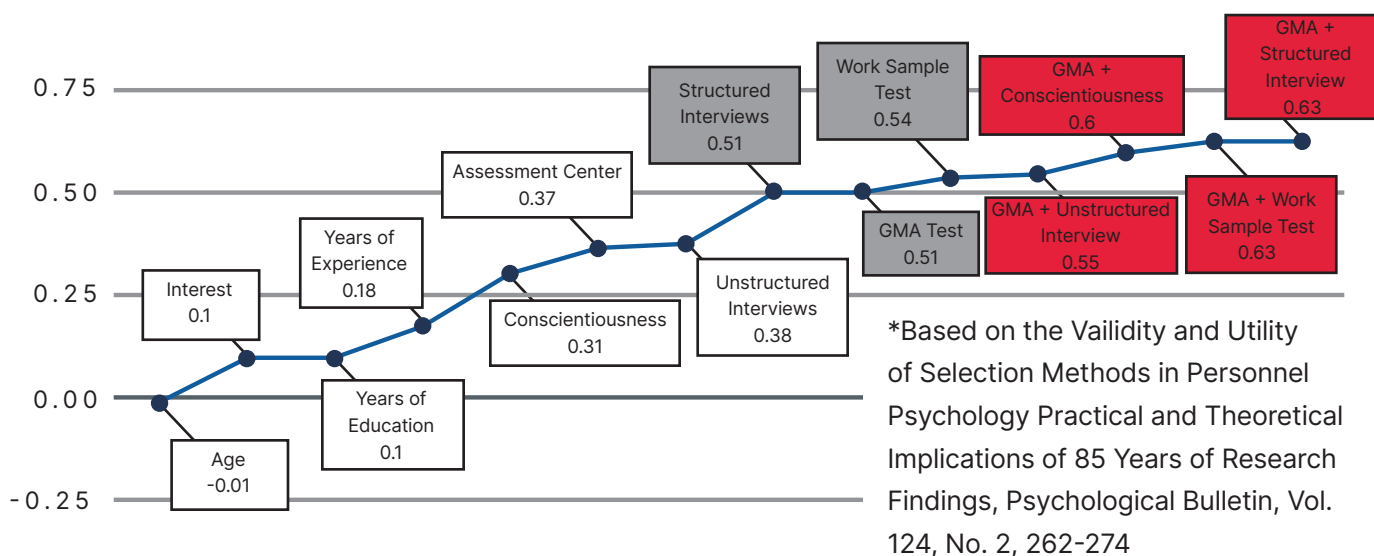 0.75
0.50
0.25
0.00
-0.25
Age
-0.01
Interest
0.1
Years of
Education
0.1
Years of
Experience
0.18
Conscientiousness
0.31
Assessment Center
0.37
Unstructured
Interviews
0.38
Structured
Interviews
0.51
GMA Test
0.51
Work Sample
Test
0.54
GMA + Unstructured
Interview
0.55
GMA +
Conscientiousness
0.6
GMA + Work
Sample Test
0.63
GMA +
Structured
Interview
0.63
*Based on the Vailidity and Utility
of Selection Methods in Personnel
Psychology Practical and Theoretical
Implications of 85 Years of Research
Findings, Psychological Bulletin, Vol.
124, No. 2, 262-274